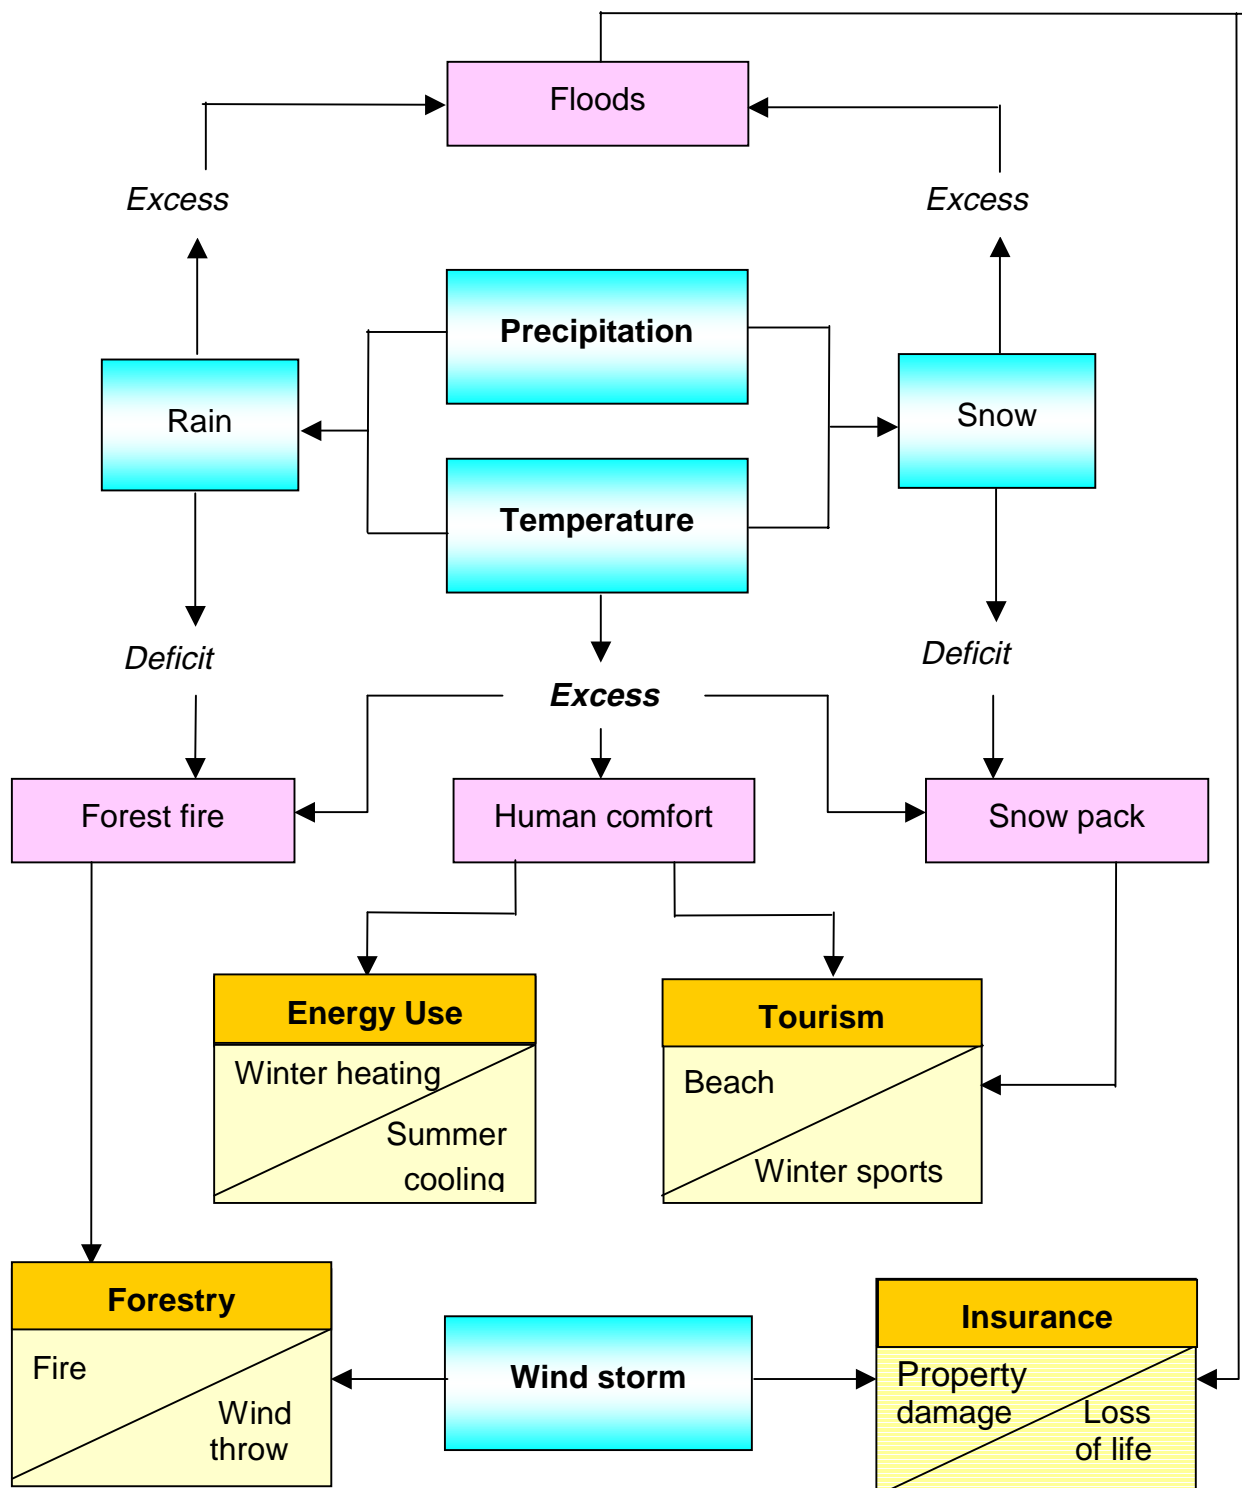 Floods
Excess
Excess
Precipitation
Rain
Snow
Temperature
Deficit
Deficit
Excess
Forest fire
Human comfort
Snow pack
Energy Use
Winter heating
Summer
cooling
Tourism
Beach
Winter sports
Forestry
Fire
Wind
throw
Wind storm
Insurance
Property
damage
Loss
of life